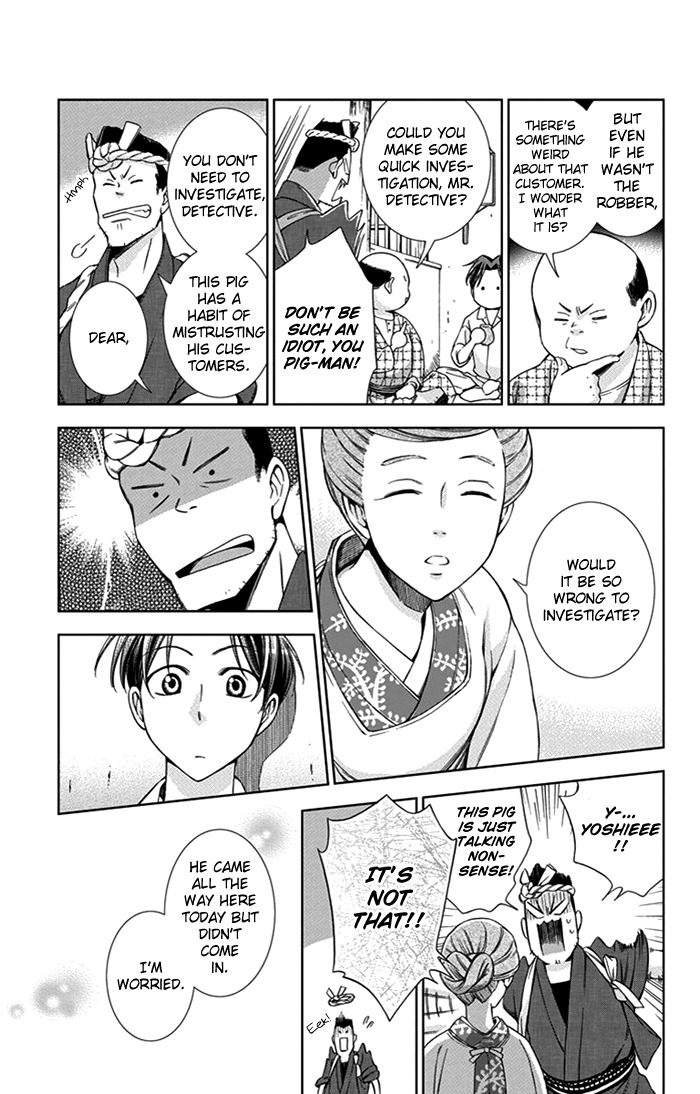 BUT
EVEN
IF HE
WASN'T
THE
ROBBER,
THERE'S
SOMETHING
WEIRD
ABOUT THAT
CUSTOMER.
I WONDER
WHAT
IT IS?
COULD YOU
MAKE SOME
QUICK INVES-
TIGATION, MR.
DETECTIVE?
DON'T BE
SUCH AN
IDIOT, YOU
PIG-MAN!
YOU DON'T
NEED TO
INVESTIGATE,
DETECTIVE.
THIS PIG
HAS A
HABIT OF
MISTRUSTING
HIS CUS-
TOMERS.
Hmph
DEAR,
WOULD
IT BE SO
WRONG TO
INVESTIGATE?
Y-...
YOSHIEEE
!!
THIS PIG
IS JUST
TALKING
NON-
SENSE!
IT'S
NOT
THAT!!
Eek!
HE CAME
ALL THE
WAY HERE
TODAY BUT
DIDN'T
COME
IN.
I'M
WORRIED.